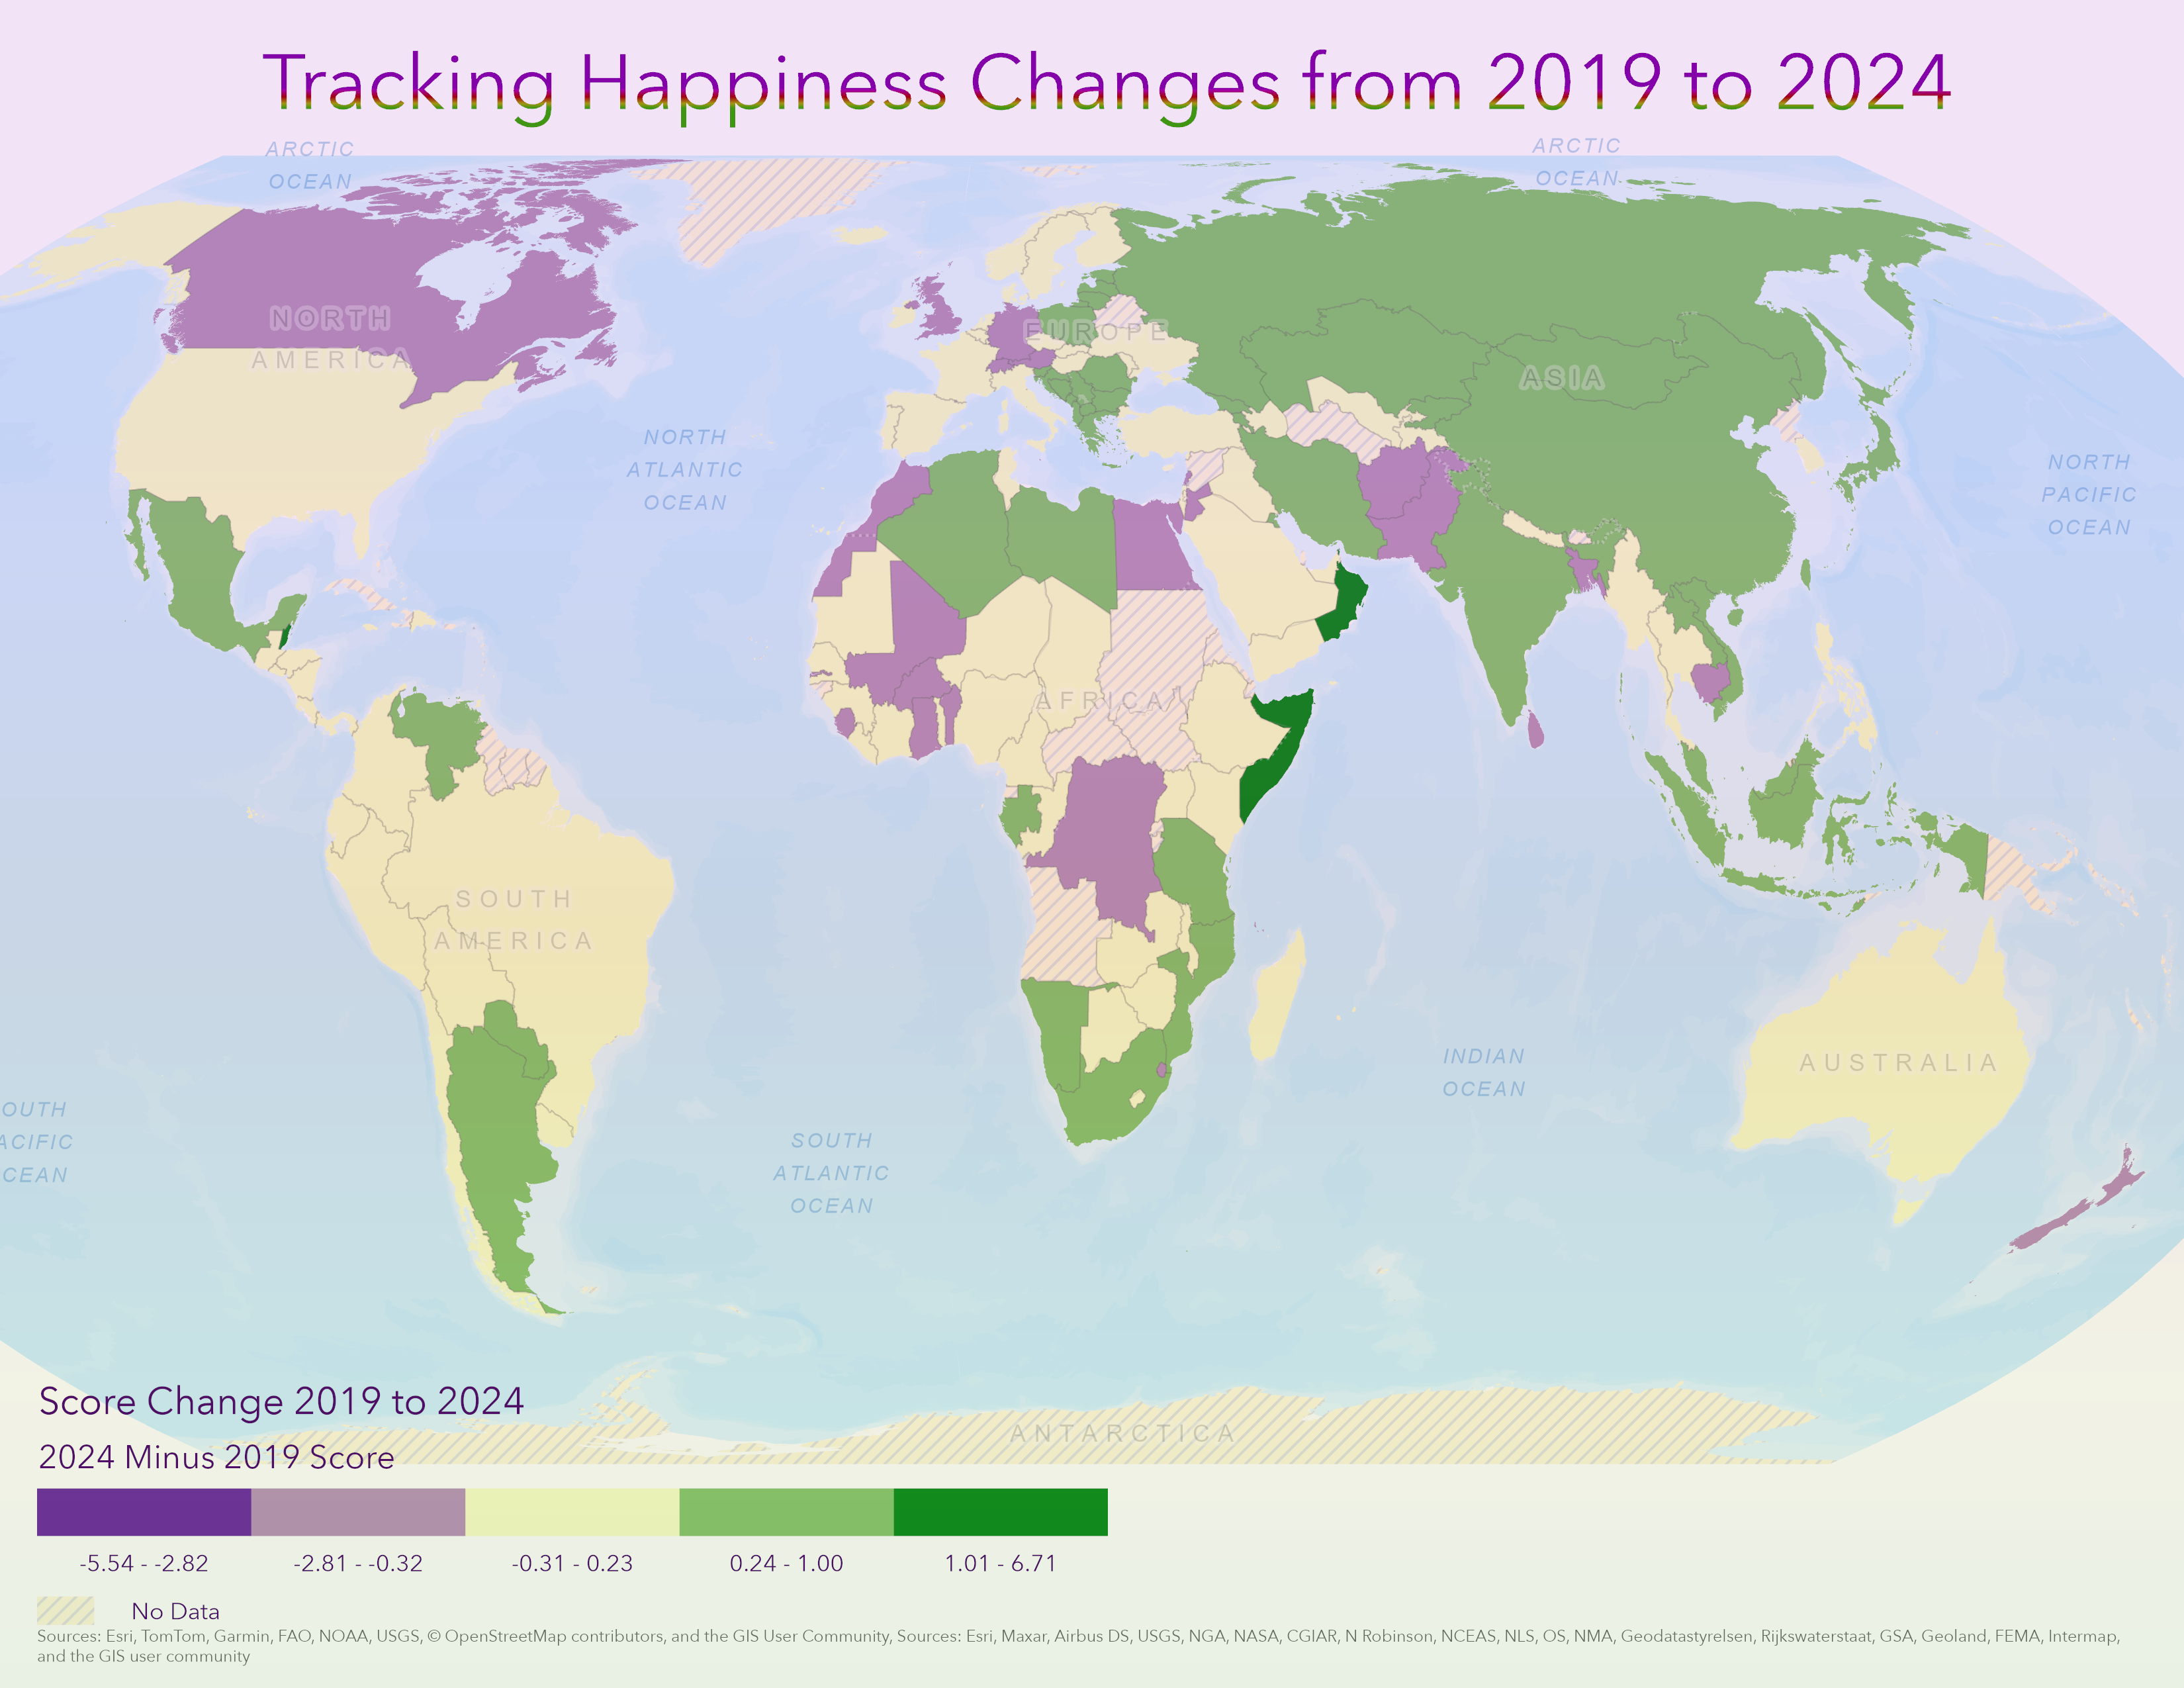 Tracking Happiness Changes from 2019 to 2024
ARCTIC
OCEAN
ARCTIC
OCEAN
NORTH
AMERICA
EUROPE
ASIA
NORTH
ATLANTIC
OCEAN
NORTH
PACIFIC
OCEAN
AFRICA
SOUTH
AMERICA
INDIAN
OCEAN
AUSTRALIA
OUTH
ACIFIC
CEAN
SOUTH
ATLANTIC
OCEAN
ANTARCTICA
Score Change 2019 to 2024
2024 Minus 2019 Score
-5.54 - -2.82
-2.81 - -0.32
-0.31 - 0.23
0.24 - 1.00
1.01 - 6.71
No Data
Sources: Esri, TomTom, Garmin, FAO, NOAA, USGS, © OpenStreetMap contributors, and the GIS User Community, Sources: Esri, Maxar, Airbus DS, USGS, NGA, NASA, CGIAR, N Robinson, NCEAS, NLS, OS, NMA, Geodatastyrelsen, Rijkswaterstaat, GSA, Geoland, FEMA, Intermap,
and the GIS user community